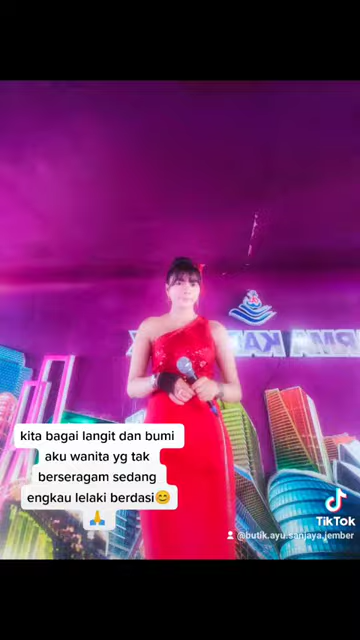 kita bagai langit dan bumi
aku wanita yg tak
berseragam sedang
engkau lelaki berdasi😊
🙏
TikTok
@butik.ayu.sanjaya.jember